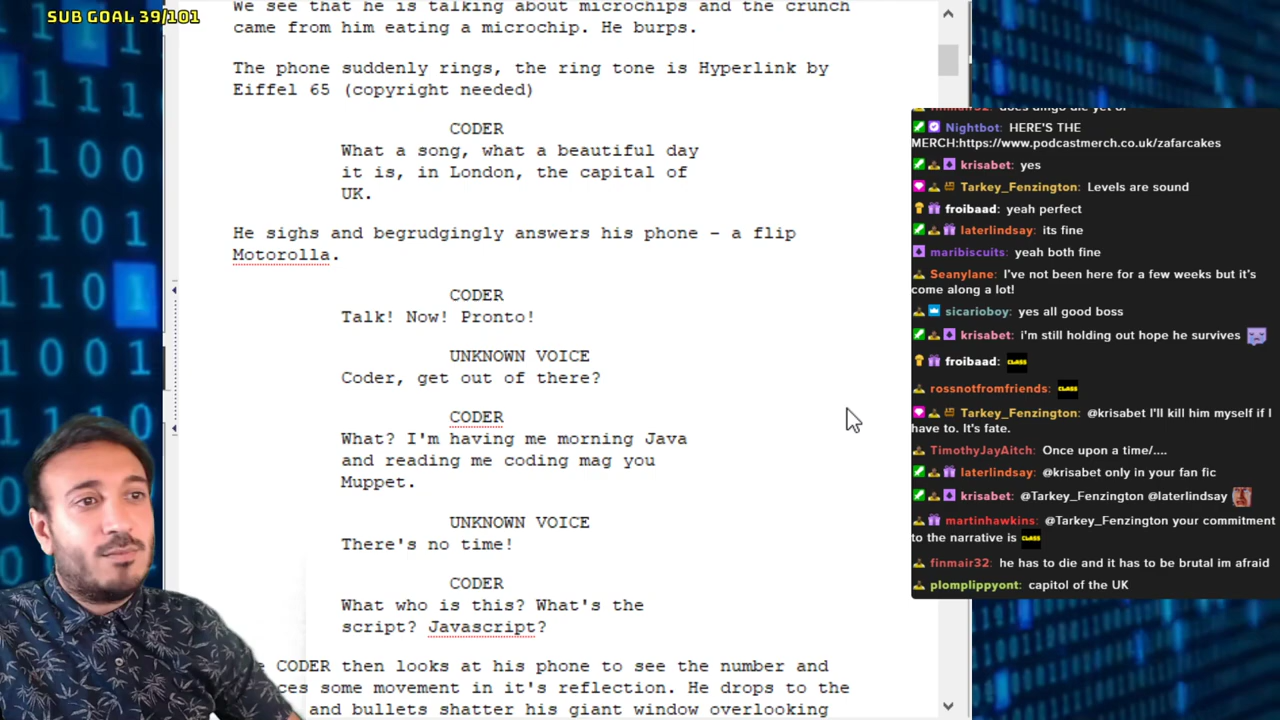 SUB GOAL 39/101
We see that he is talking about microchips and the crunch
came from him eating a microchip. He burps.
The phone suddenly rings, the ring tone is Hyperlink by
Eiffel 65 (copyright needed)
CODER
What a song, what a beautiful day
it is, in London, the capital of
UK.
He sighs and begrudgingly answers his phone - a flip
Motorolla.
CODER
Talk! Now! Pronto!
UNKNOWN VOICE
Coder, get out of there?
CODER
What? I'm having me morning Java
and reading me coding mag you
Muppet.
UNKNOWN VOICE
There's no time!
CODER
What who is this? What's the
script? Javascript?
CODER then looks at his phone to see the number and
some movement in it's reflection. He drops to the
and bullets shatter his giant window overlooking
Nightbot: HERE'S THE
MERCH:https://www.podcastmerch.co.uk/zafarcakes
krisabet: yes
Tarkey_Fenzington: Levels are sound
froibaad: yeah perfect
laterlindsay: its fine
maribiscuits: yeah both fine
Seanylane: I've not been here for a few weeks but it's
come along a lot!
sicarioboy: yes all good boss
krisabet: i'm still holding out hope he survives
froibaad: CLASS
rossnotfromfriends: CLASS
Tarkey_Fenzington: @krisabet I'll kill him myself if I
have to. It's fate.
TimothyJayAitch: Once upon a time/....
laterlindsay: @krisabet only in your fan fic
krisabet: @Tarkey_Fenzington @laterlindsay
martinhawkins: @Tarkey_Fenzington your commitment
to the narrative is CLASS
finmair32: he has to die and it has to be brutal im afraid
plomplippyont: capitol of the UK